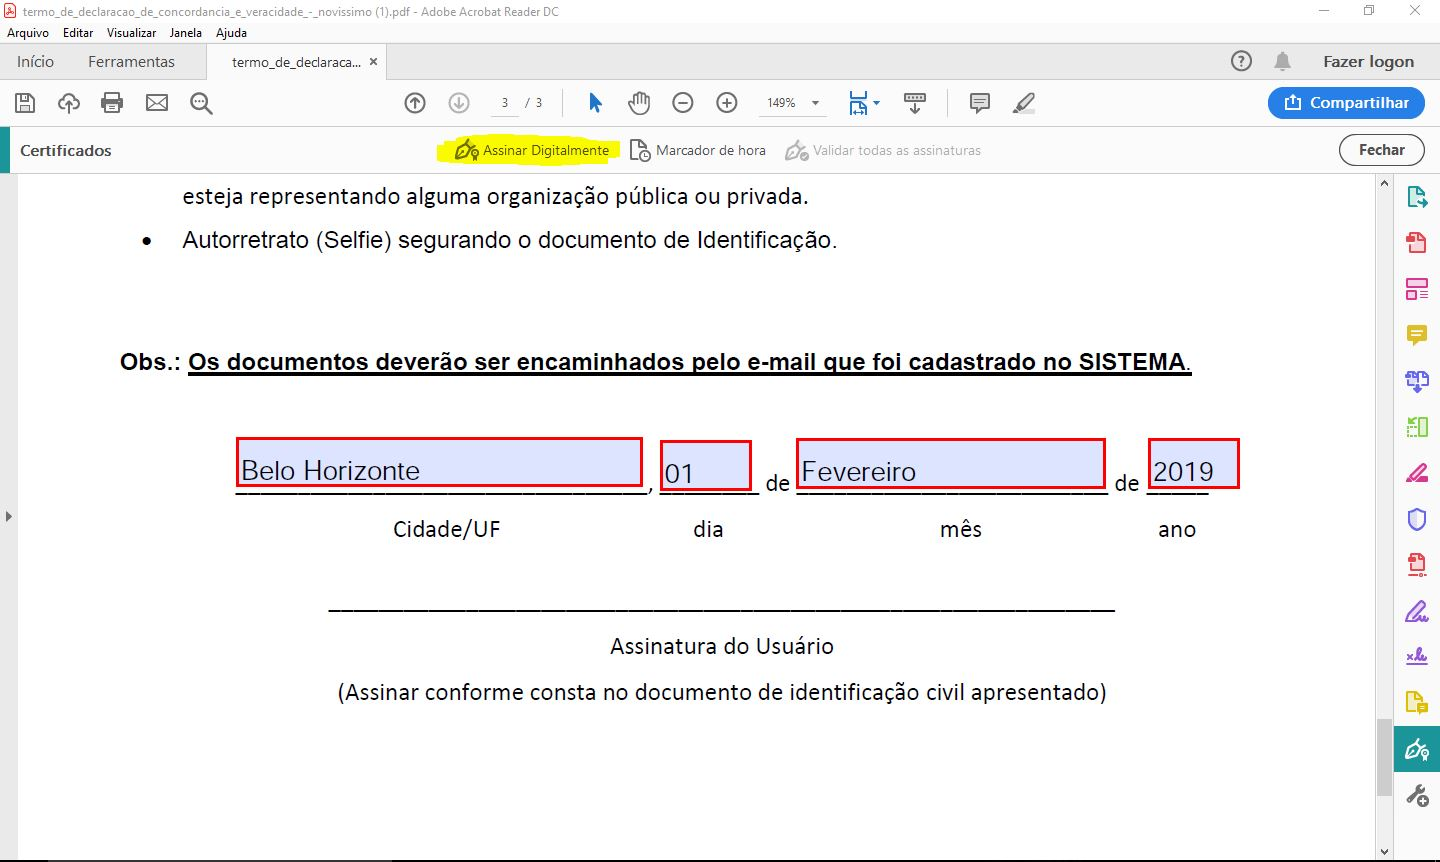 termo_de_declaracao_de_concordancia_e_veracidade_-_novissimo (1).pdf - Adobe Acrobat Reader DC
Arquivo Editar Visualizar Janela Ajuda
Início Ferramentas termo_de_declaraca... × Fazer logon
3 / 3 149% Compartilhar
Certificados Assinar Digitalmente Marcador de hora Validar todas as assinaturas Fechar
esteja representando alguma organização pública ou privada.
• Autorretrato (Selfie) segurando o documento de Identificação.
Obs.: Os documentos deverão ser encaminhados pelo e-mail que foi cadastrado no SISTEMA.
Belo Horizonte, 01 de Fevereiro de 2019
Cidade/UF dia mês ano
Assinatura do Usuário
(Assinar conforme consta no documento de identificação civil apresentado)